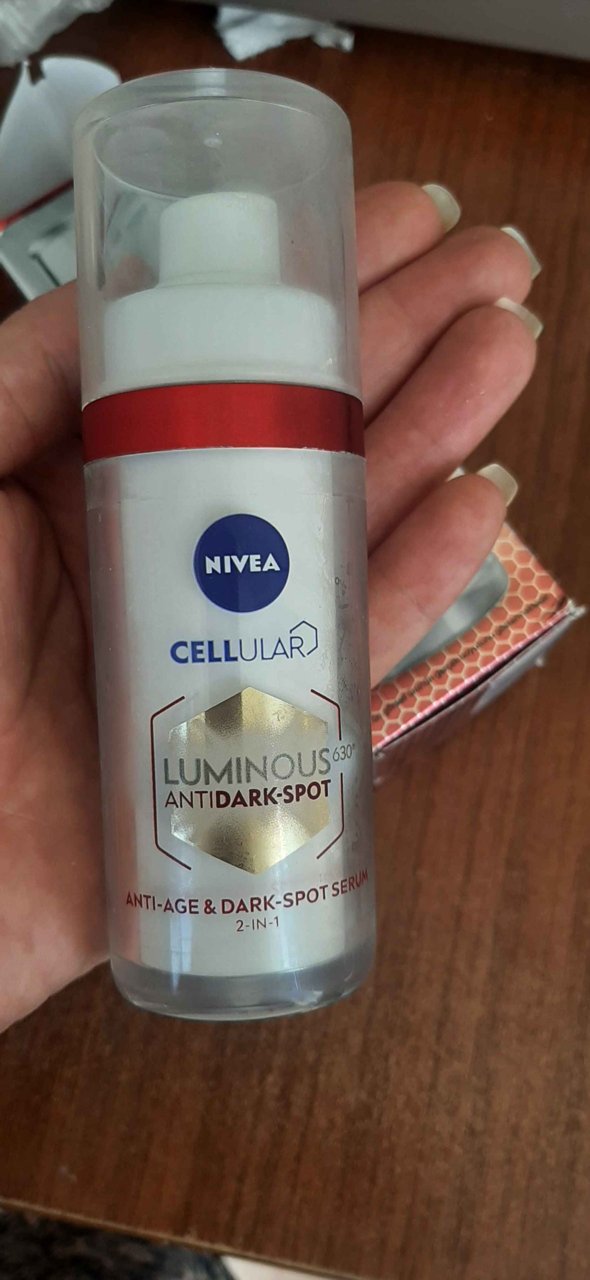 NIVEA
CELLULAR
LUMINOUS630®
ANTIDARK-SPOT
ANTI-AGE & DARK-SPOT SERUM
2-IN-1